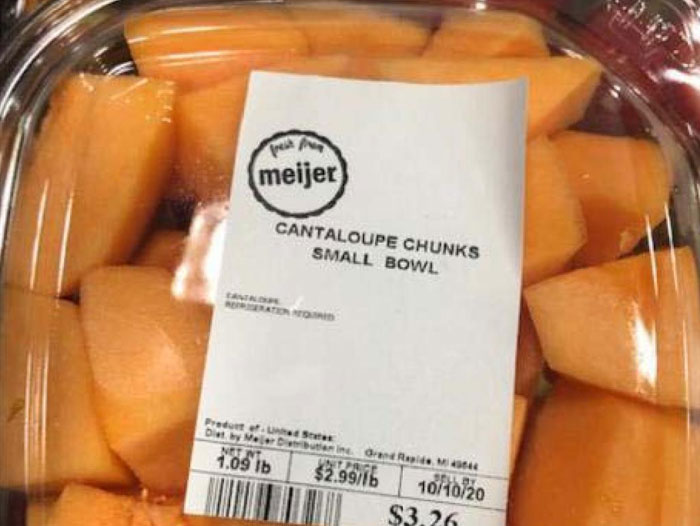 fresh from
meijer
CANTALOUPE CHUNKS
SMALL BOWL
CANTALOUPE
REFRIGERATION REQUIRED
Product of: United States
Dist. by Meijer Distribution Inc. Grand Rapids, MI 49544
NET WT UNIT PRICE SELL BY
1.09 lb $2.99/lb 10/10/20
$3.26